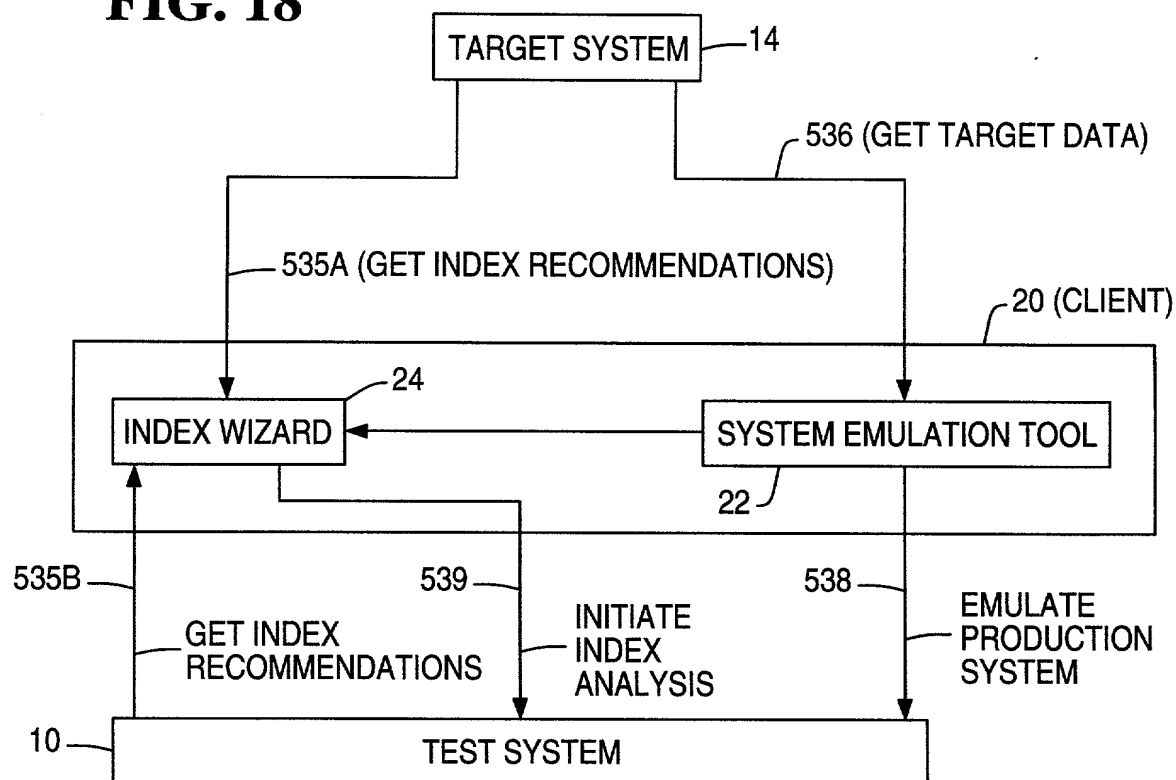 FIG. 18
TARGET SYSTEM
14
536 (GET TARGET DATA)
535A (GET INDEX RECOMMENDATIONS)
20 (CLIENT)
24
INDEX WIZARD
SYSTEM EMULATION TOOL
22
535B
539
538
GET INDEX
RECOMMENDATIONS
INITIATE
INDEX
ANALYSIS
EMULATE
PRODUCTION
SYSTEM
10
TEST SYSTEM